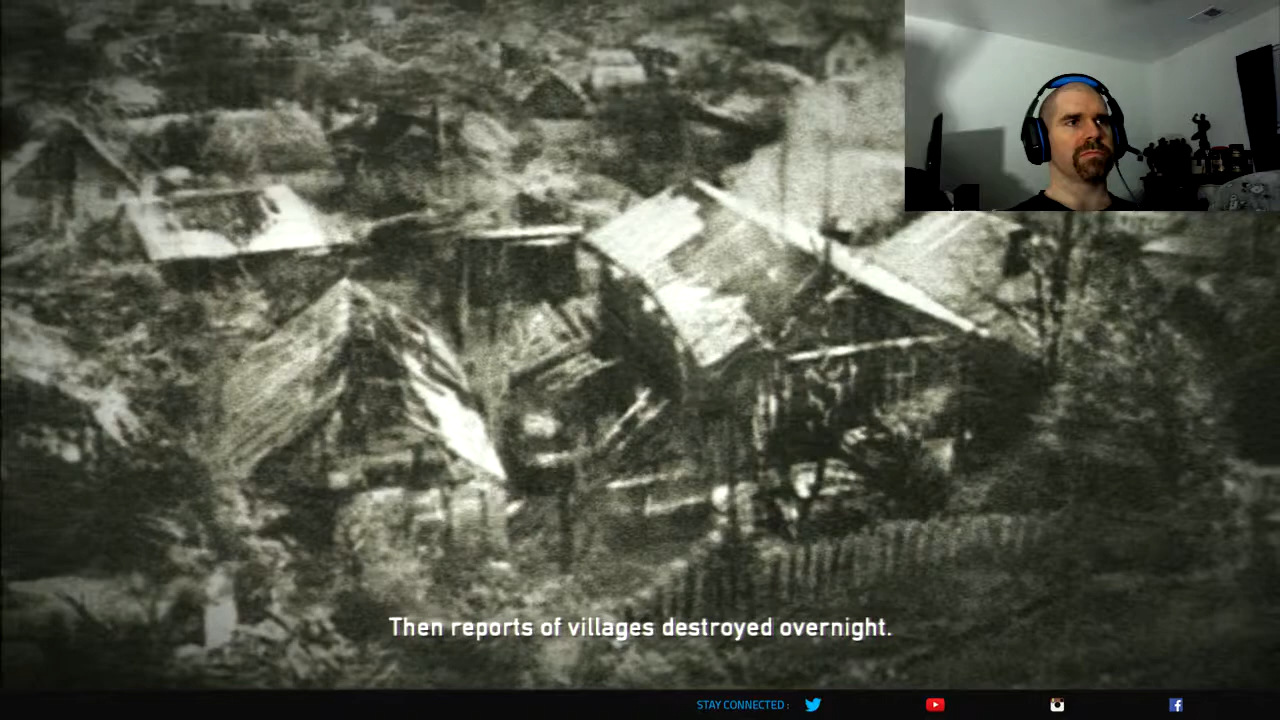 Then reports of villages destroyed overnight.
STAY CONNECTED :